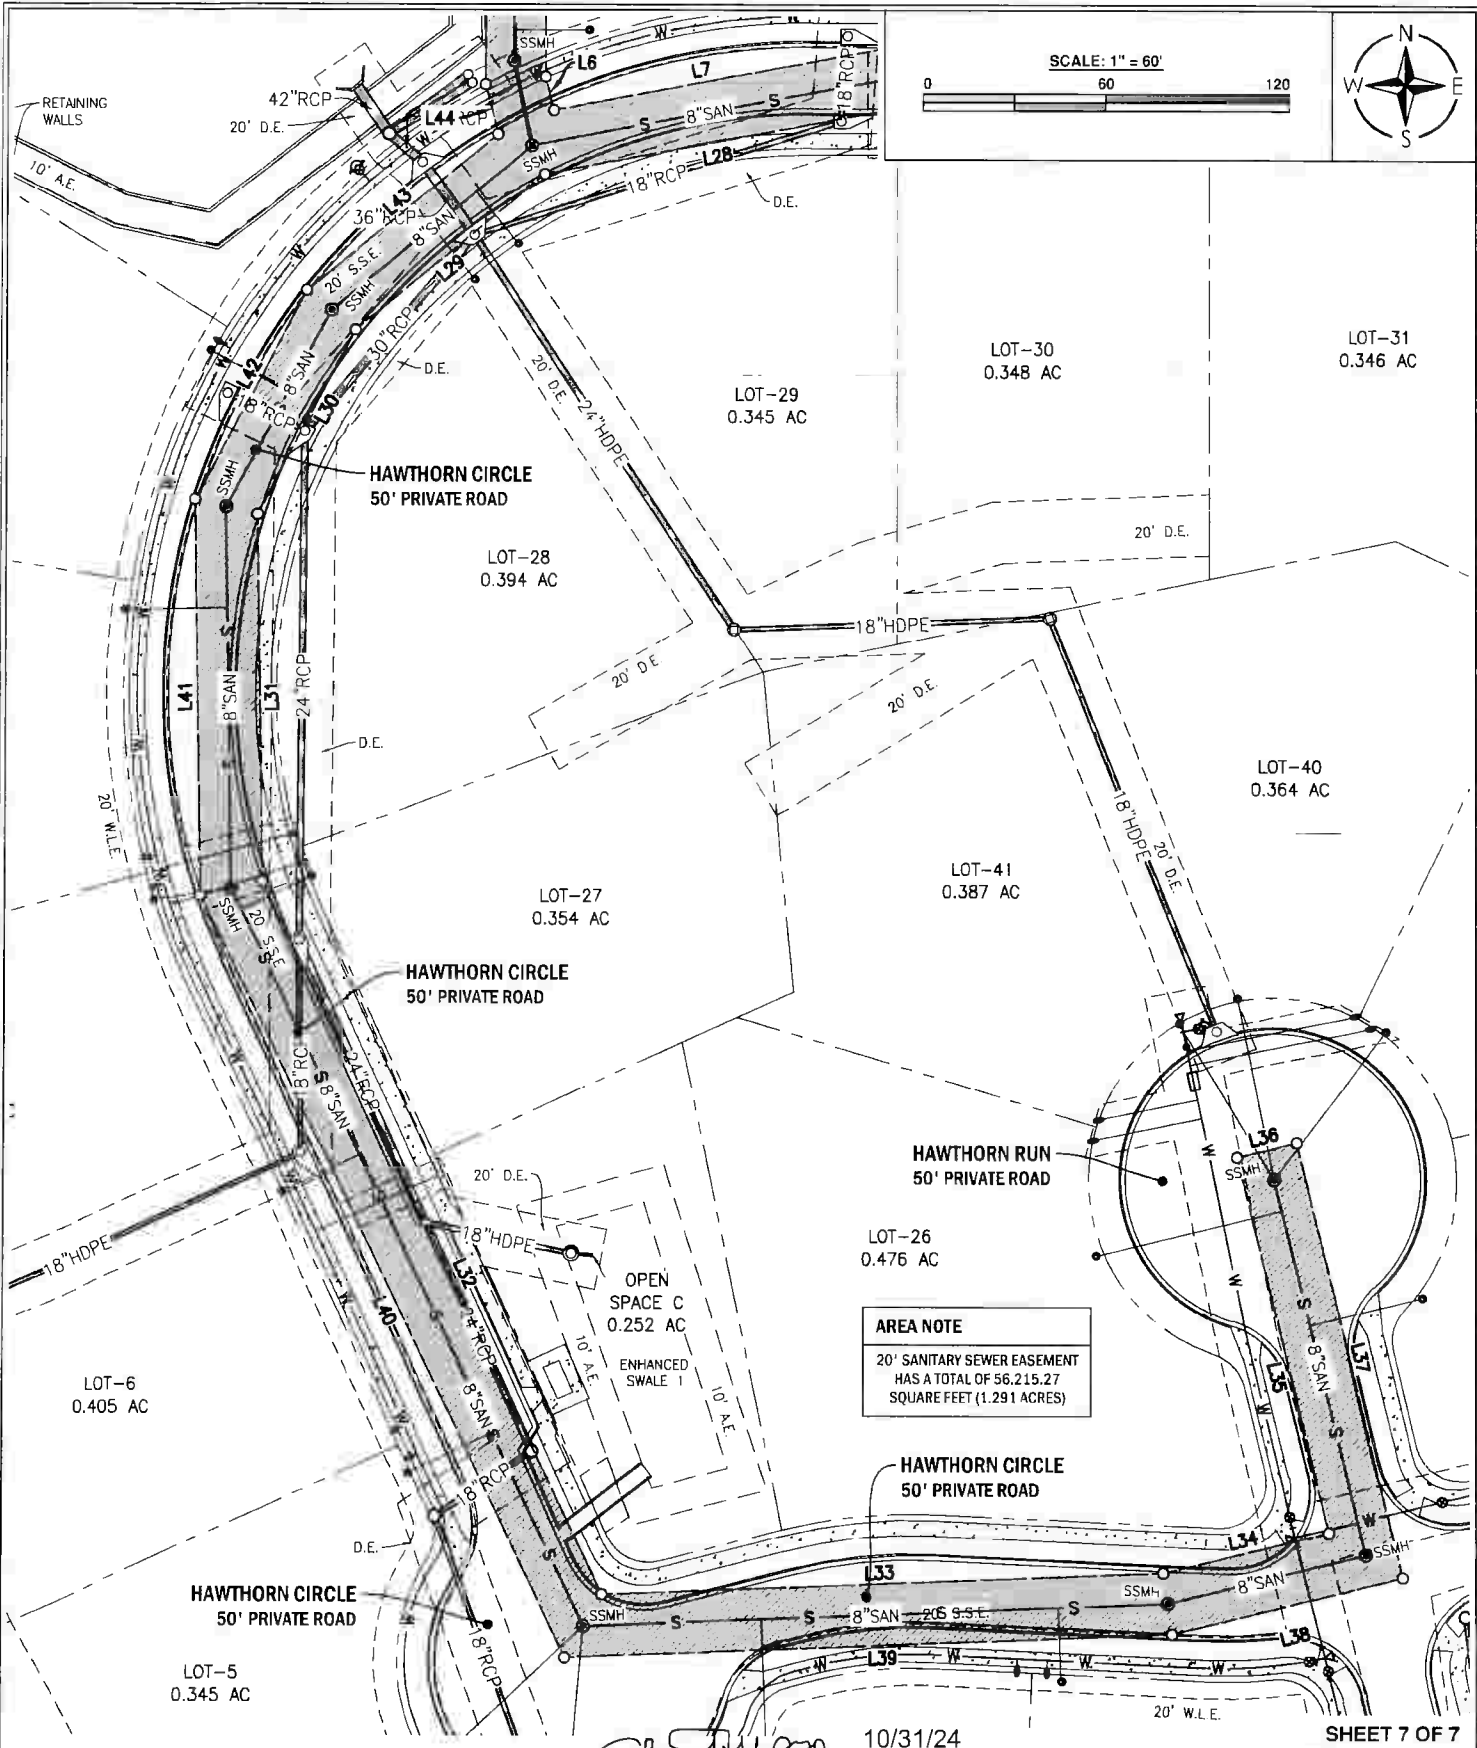 SCALE: 1" = 60'
0 60 120
N
W E
S
RETAINING
WALLS
10' A.E.
42"RCP
20' D.E.
L44
SSMH
W
L6
L7
18"RCP
S
8"SAN
S
SSMH
L28
18"RCP
D.E.
L43
36"RCP
8"SAN
20' S.S.E.
SSMH
L29
30"RCP
D.E.
L42
8"SAN
18"RCP
L30
SSMH
HAWTHORN CIRCLE
50' PRIVATE ROAD
20' D.E.
24"HDPE
LOT-29
0.345 AC
LOT-30
0.348 AC
LOT-31
0.346 AC
20' D.E.
LOT-28
0.394 AC
18"HDPE
20' D.E
20' D.E.
L41
8"SAN
L31
24"RCP
D.E.
20' W.L.E.
18"HDPE
20' D.E.
LOT-40
0.364 AC
LOT-41
0.387 AC
LOT-27
0.354 AC
SSMH
20' S.S.E
S
HAWTHORN CIRCLE
50' PRIVATE ROAD
8"RC
S
8"SAN
24"RCP
18"HDPE
20' D.E.
18"HDPE
L32
L40
24"RCP
8"SAN
OPEN
SPACE C
0.252 AC
ENHANCED
SWALE 1
10' A.E.
10' A.E.
HAWTHORN RUN
50' PRIVATE ROAD
L36
SSMH
W
LOT-26
0.476 AC
W
S
8"SAN
L37
L35
S
W
AREA NOTE
20' SANITARY SEWER EASEMENT
HAS A TOTAL OF 56,215.27
SQUARE FEET (1.291 ACRES)
LOT-6
0.405 AC
18"RCP
D.E.
S
HAWTHORN CIRCLE
50' PRIVATE ROAD
L34
W
SSMH
L33
SSMH
8"SAN
HAWTHORN CIRCLE
50' PRIVATE ROAD
SSMH
S
S
8"SAN
20' S.S.E.
S
L38
L39
W
W
W
W
18"RCP
LOT-5
0.345 AC
20' W.L.E.
10/31/24
SHEET 7 OF 7